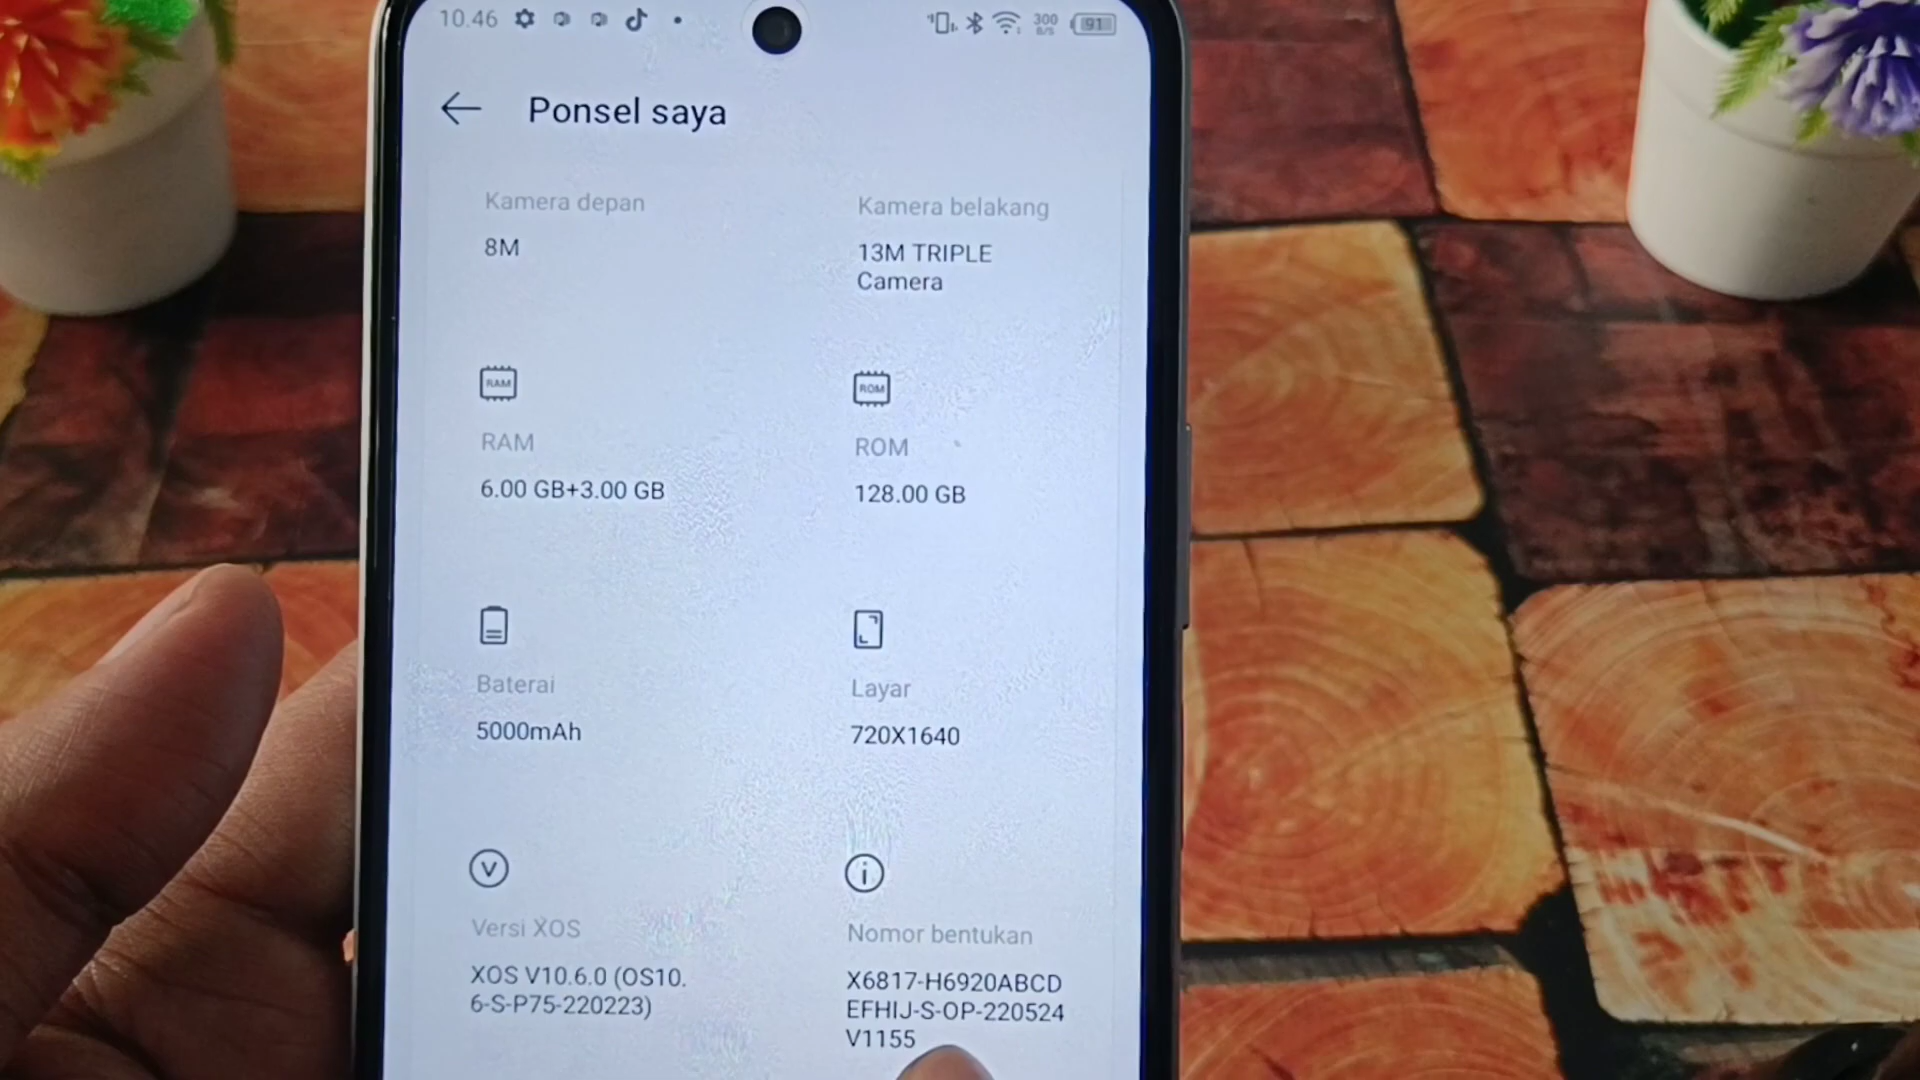 10.46
300
B/S
91
Ponsel saya
Kamera depan
8M
Kamera belakang
13M TRIPLE
Camera
RAM
ROM
RAM
6.00 GB+3.00 GB
ROM
128.00 GB
Baterai
5000mAh
Layar
720X1640
V
i
Versi XOS
XOS V10.6.0 (OS10.
6-S-P75-220223)
Nomor bentukan
X6817-H6920ABCD
EFHIJ-S-OP-220524
V1155